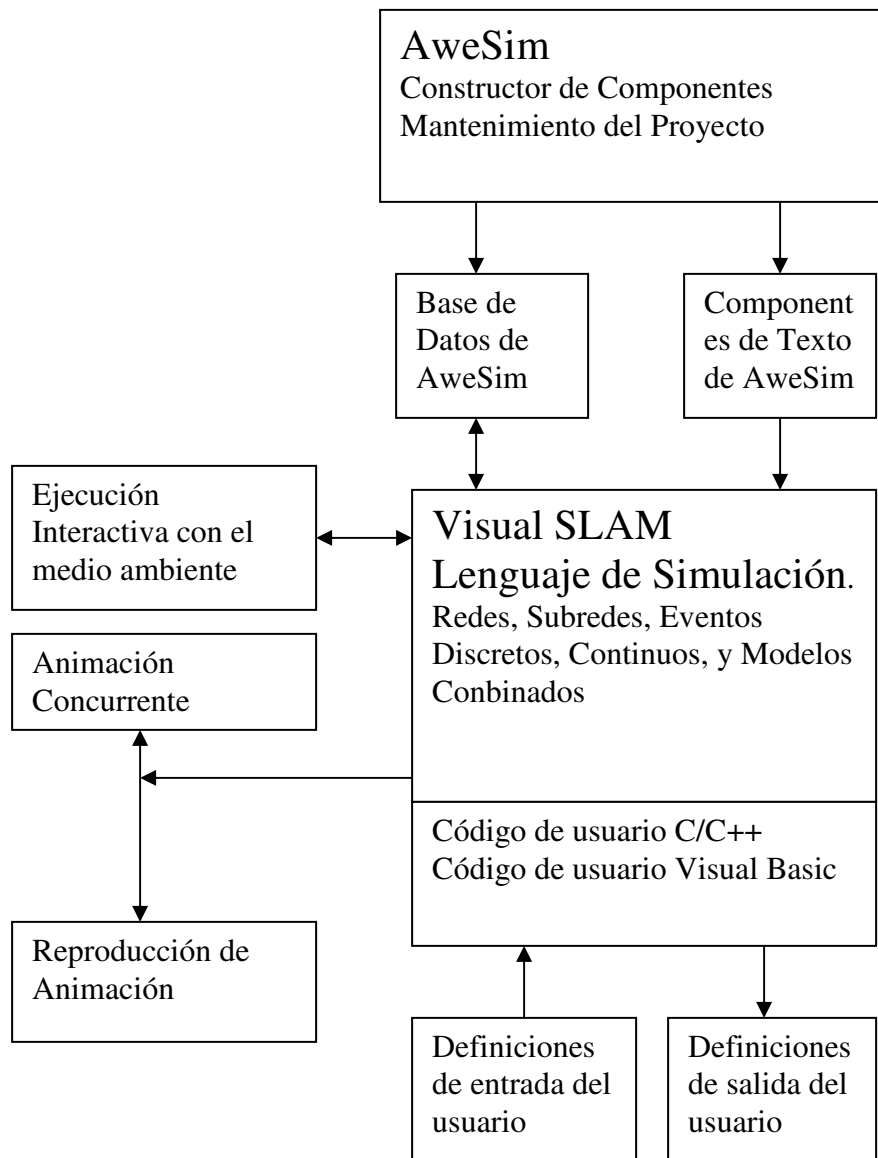 AweSim
Constructor de Componentes
Mantenimiento del Proyecto
Base de
Datos de
AweSim
Component
es de Texto
de AweSim
Ejecución
Interactiva con el
medio ambiente
Visual SLAM
Lenguaje de Simulación.
Redes, Subredes, Eventos
Discretos, Continuos, y Modelos
Conbinados
Animación
Concurrente
Código de usuario C/C++
Código de usuario Visual Basic
Reproducción de
Animación
Definiciones
de entrada del
usuario
Definiciones
de salida del
usuario